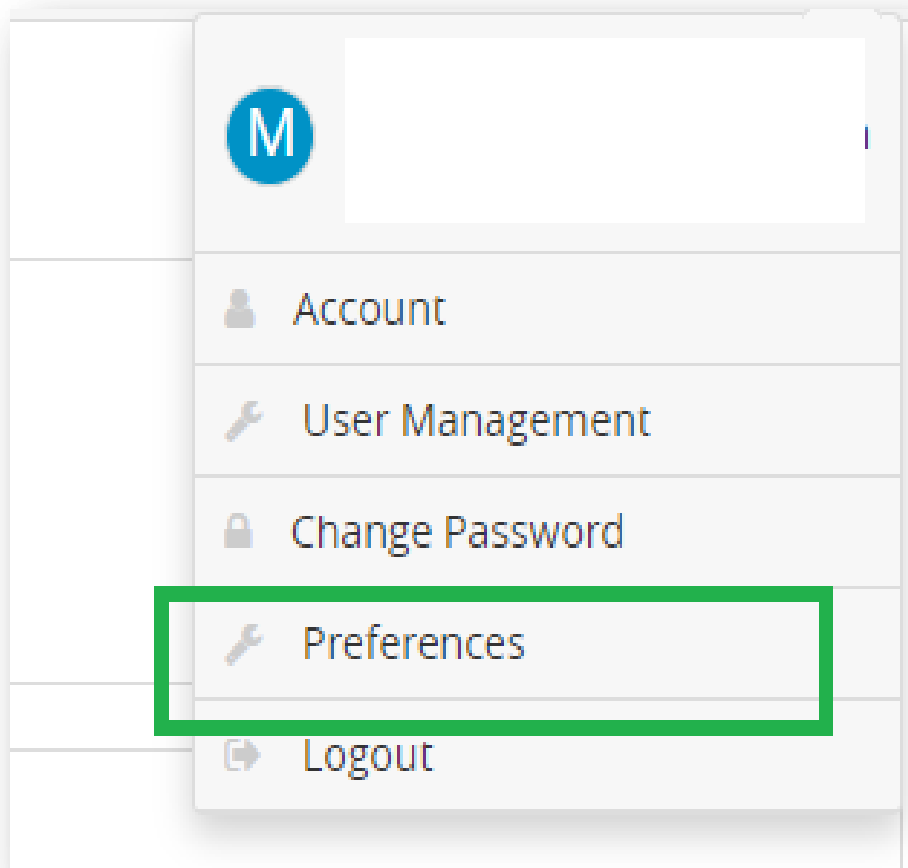 M
Account
User Management
Change Password
Preferences
Logout